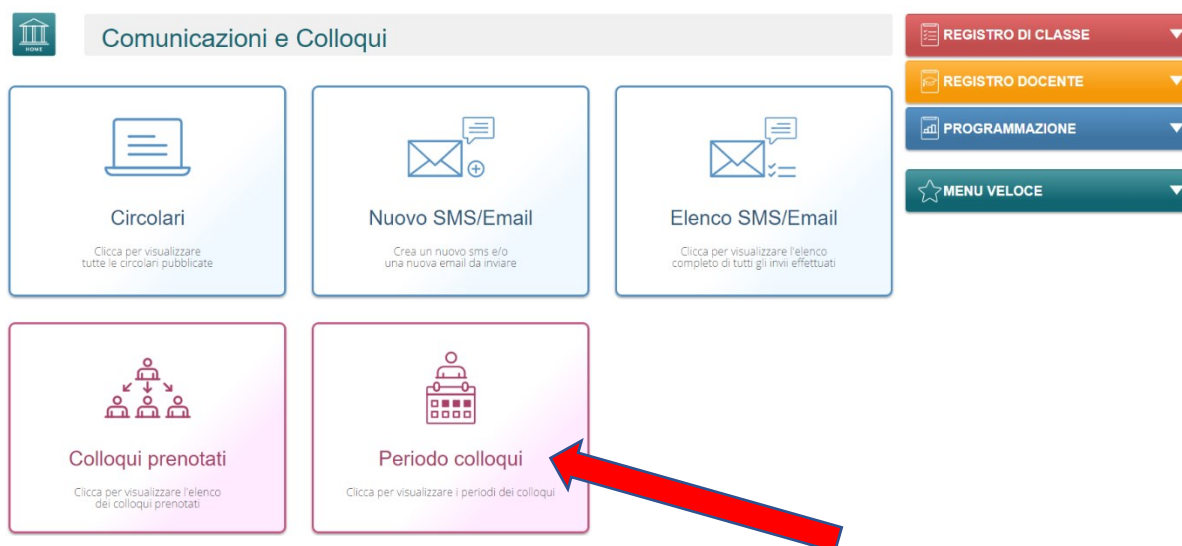 HOME
Comunicazioni e Colloqui
REGISTRO DI CLASSE
REGISTRO DOCENTE
PROGRAMMAZIONE
MENU VELOCE
Circolari
Clicca per visualizzare
tutte le circolari pubblicate
Nuovo SMS/Email
Crea un nuovo sms e/o
una nuova email da inviare
Elenco SMS/Email
Clicca per visualizzare l'elenco
completo di tutti gli invii effettuati
Colloqui prenotati
Clicca per visualizzare l'elenco
dei colloqui prenotati
Periodo colloqui
Clicca per visualizzare i periodi dei colloqui